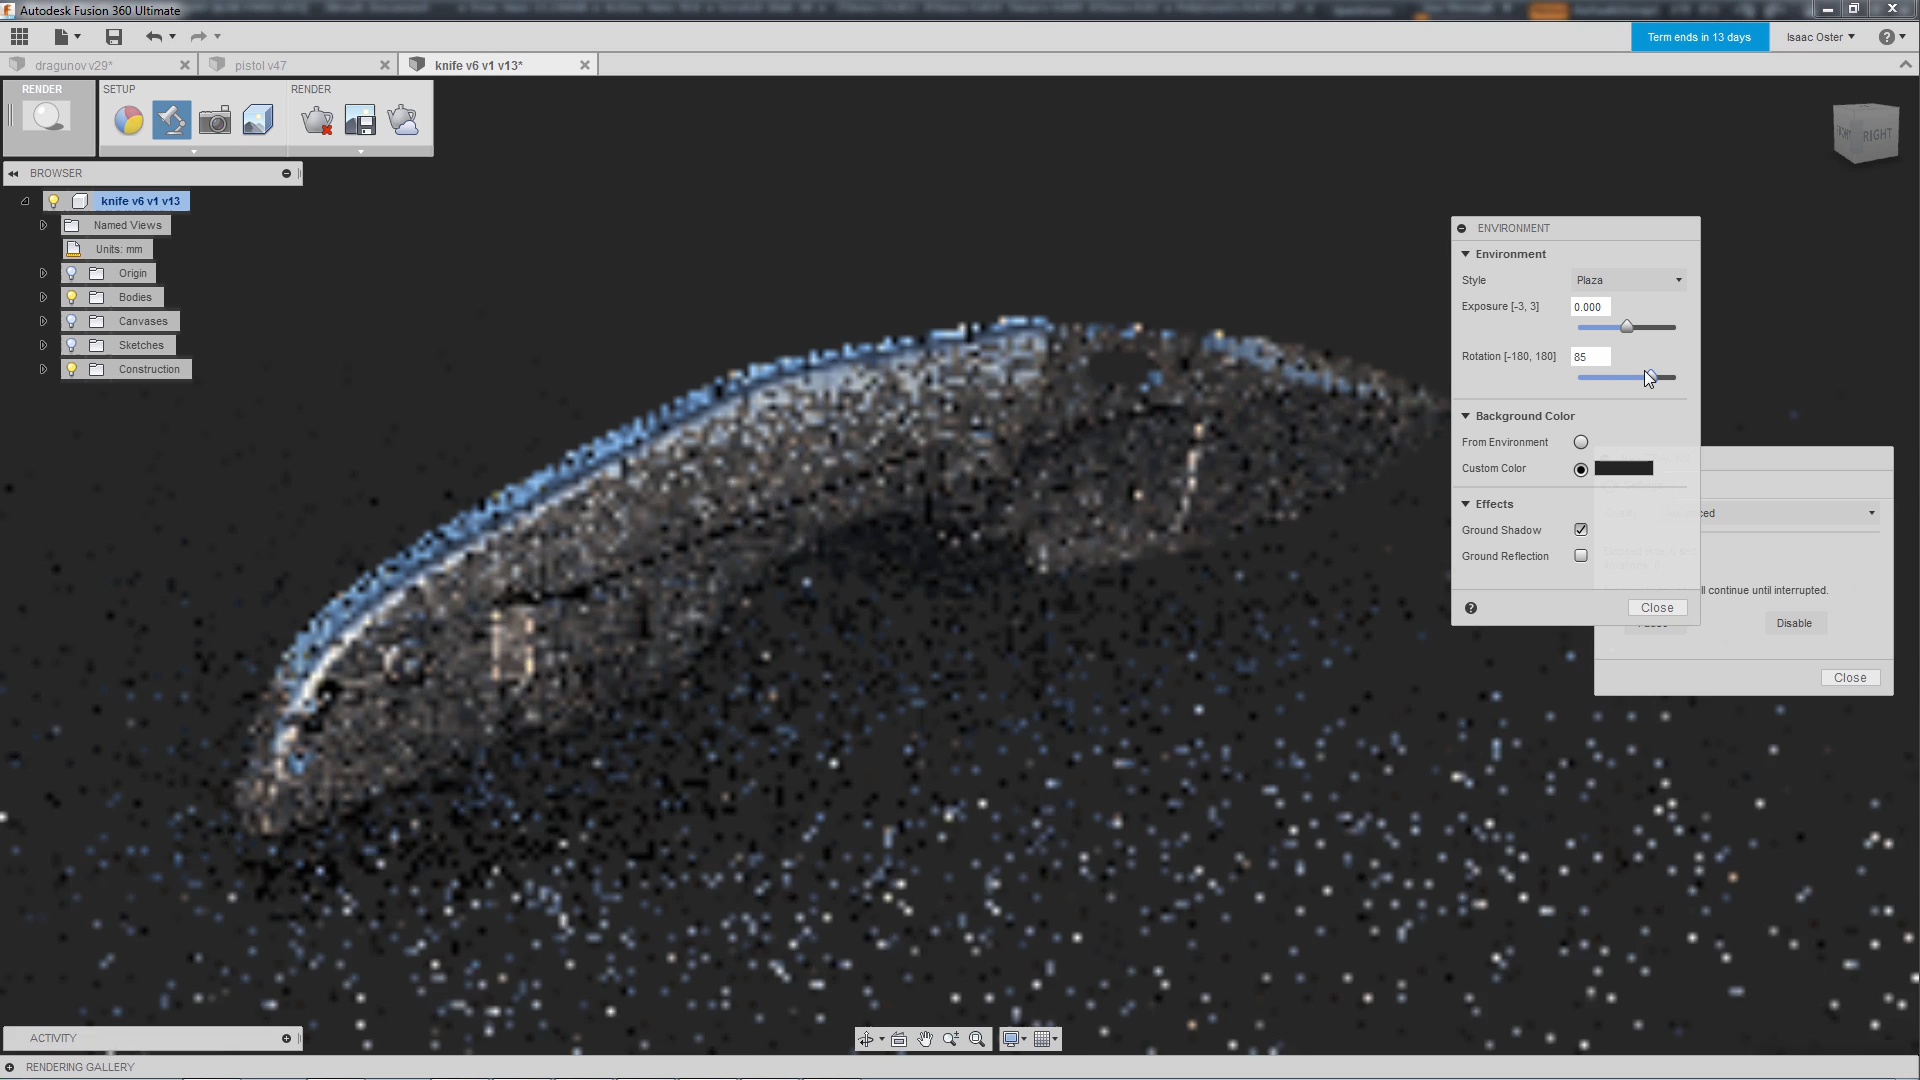 Autodesk Fusion 360 Ultimate
Term ends in 13 days
Isaac Oster
dragunov v29*
pistol v47
knife v6 v1 v13*
RENDER
SETUP
RENDER
RIGHT
BROWSER
knife v6 v1 v13
Named Views
Units: mm
Origin
Bodies
Canvases
Sketches
Construction
ENVIRONMENT
Environment
Style
Plaza
Exposure [-3, 3]
0.000
Rotation [-180, 180]
85
Background Color
From Environment
Custom Color
Effects
Ground Shadow
Ground Reflection
Close
ced
ll continue until interrupted.
Disable
Close
ACTIVITY
RENDERING GALLERY